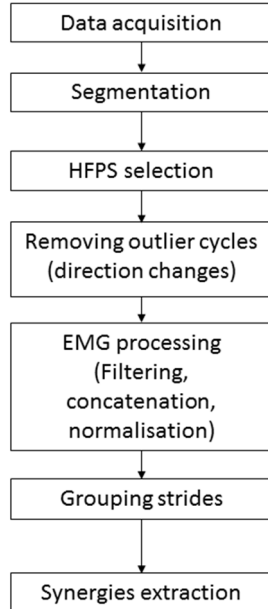 Data acquisition
Segmentation
HFPS selection
Removing outlier cycles
(direction changes)
EMG processing
(Filtering,
concatenation,
normalisation)
Grouping strides
Synergies extraction